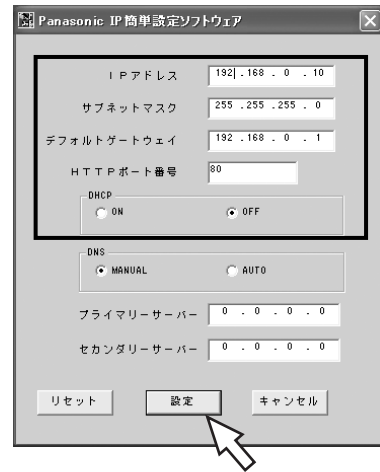 Panasonic IP簡単設定ソフトウェア
IPアドレス 192 .168 . 0 . 10
サブネットマスク 255 .255 .255 . 0
デフォルトゲートウェイ 192 .168 . 0 . 1
HTTPポート番号 80
DHCP
ON OFF
DNS
MANUAL AUTO
プライマリーサーバー 0 . 0 . 0 . 0
セカンダリーサーバー 0 . 0 . 0 . 0
リセット 設定 キャンセル